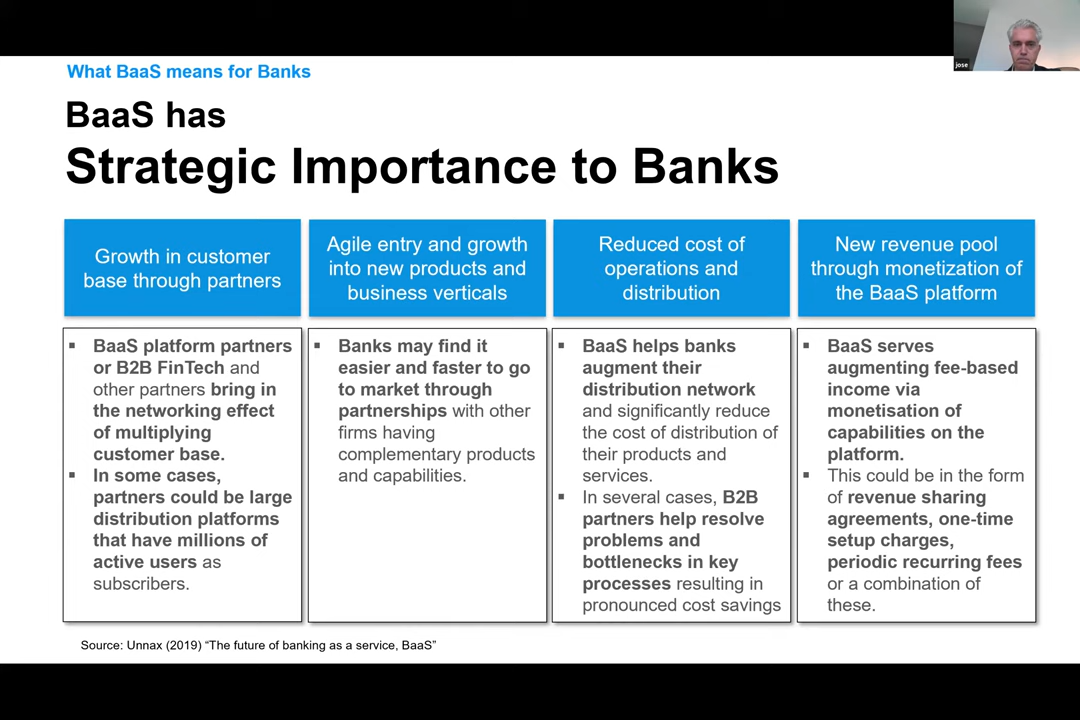 jose
What BaaS means for Banks
BaaS has
Strategic Importance to Banks
Growth in customer
base through partners
▪ BaaS platform partners
or B2B FinTech and
other partners bring in
the networking effect
of multiplying
customer base.
▪ In some cases,
partners could be large
distribution platforms
that have millions of
active users as
subscribers.
Agile entry and growth
into new products and
business verticals
▪ Banks may find it
easier and faster to go
to market through
partnerships with other
firms having
complementary products
and capabilities.
Reduced cost of
operations and
distribution
▪ BaaS helps banks
augment their
distribution network
and significantly reduce
the cost of distribution of
their products and
services.
▪ In several cases, B2B
partners help resolve
problems and
bottlenecks in key
processes resulting in
pronounced cost savings
New revenue pool
through monetization of
the BaaS platform
▪ BaaS serves
augmenting fee-based
income via
monetisation of
capabilities on the
platform.
▪ This could be in the form
of revenue sharing
agreements, one-time
setup charges,
periodic recurring fees
or a combination of
these.
Source: Unnax (2019) “The future of banking as a service, BaaS”